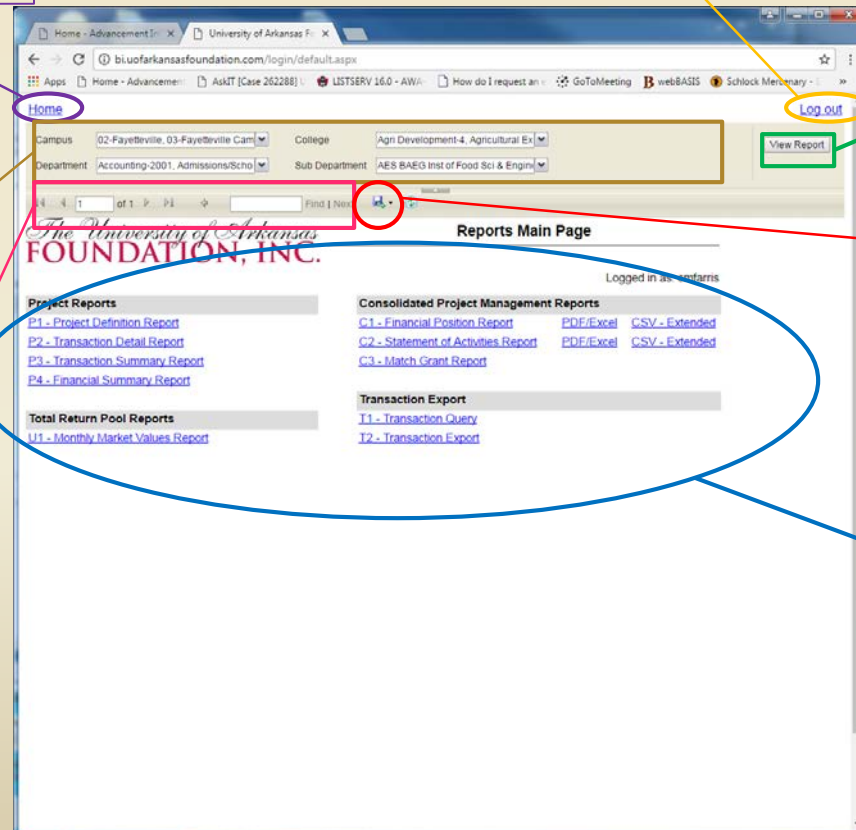 Home - Advancement In University of Arkansas F
bi.uofarkansasfoundation.com/login/default.aspx
Apps Home - Advancement AskIT [Case 262288] U LISTSERV 16.0 - AWA- How do I request an GoToMeeting webBASIS Schlock Mercenary - »
Home Log out
Campus 02-Fayetteville, 03-Fayetteville Cam College Agri Development-4, Agricultural Ex View Report
Department Accounting-2001, Admissions/Scho Sub Department AES BAEG Inst of Food Sci & Engin
1 of 1 Find | Next
The University of Arkansas
FOUNDATION, INC.
Reports Main Page
Logged in as: emfarris
Project Reports
P1 - Project Definition Report
P2 - Transaction Detail Report
P3 - Transaction Summary Report
P4 - Financial Summary Report
Total Return Pool Reports
U1 - Monthly Market Values Report
Consolidated Project Management Reports
C1 - Financial Position Report PDF/Excel CSV - Extended
C2 - Statement of Activities Report PDF/Excel CSV - Extended
C3 - Match Grant Report
Transaction Export
T1 - Transaction Query
T2 - Transaction Export